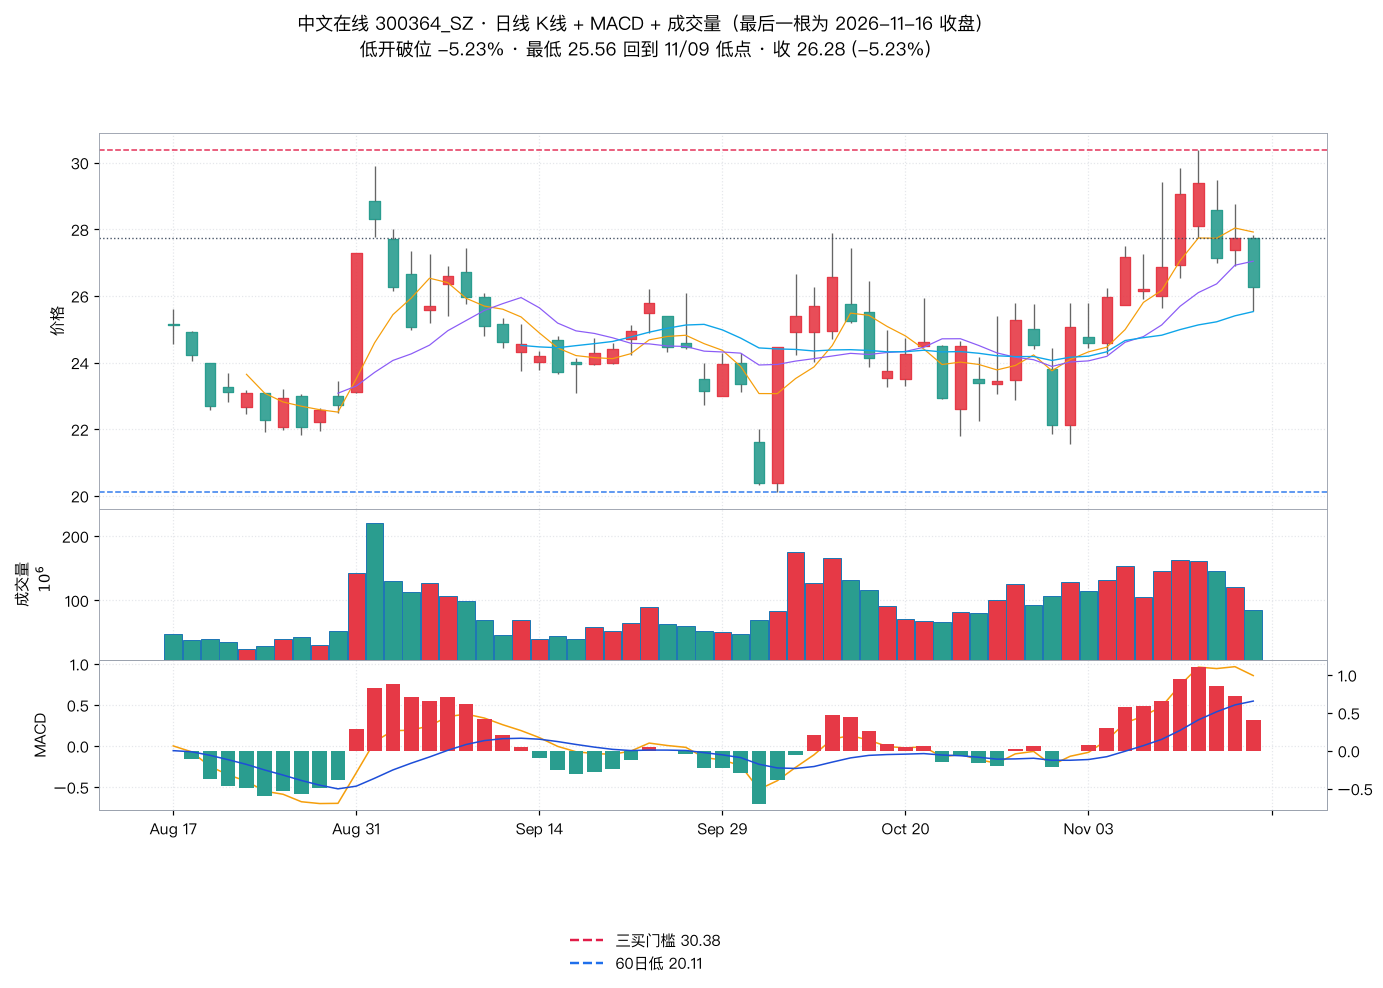 中文在线 300364_SZ · 日线 K线 + MACD + 成交量（最后一根为 2026−11−16 收盘）
低开破位 −5.23% · 最低 25.56 回到 11/09 低点 · 收 26.28 (−5.23%)
价格
30
28
26
24
22
20
成交量
10⁶
200
100
MACD
1.0
0.5
0.0
−0.5
1.0
0.5
0.0
−0.5
Aug 17
Aug 31
Sep 14
Sep 29
Oct 20
Nov 03
三买门槛 30.38
60日低 20.11